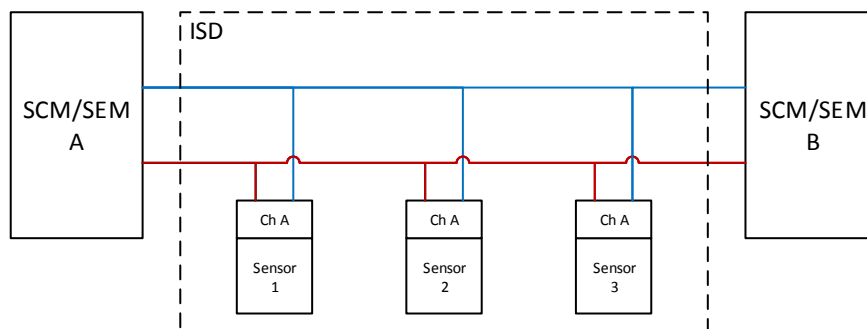 ISD
SCM/SEM
A
SCM/SEM
B
Ch A
Ch A
Ch A
Sensor
1
Sensor
2
Sensor
3